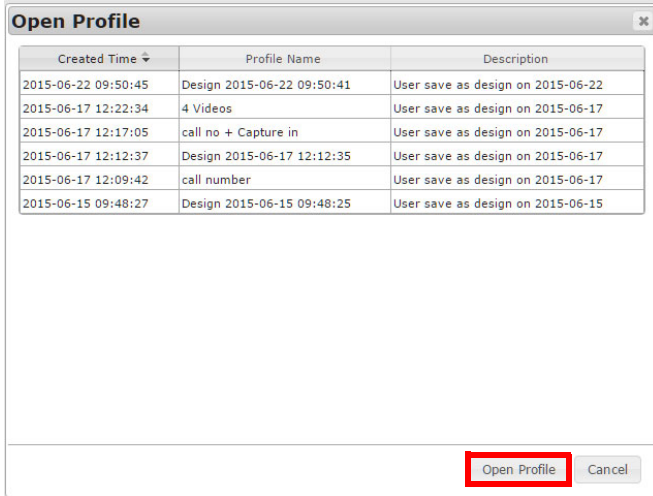 Open Profile
Created Time Profile Name Description
2015-06-22 09:50:45 Design 2015-06-22 09:50:41 User save as design on 2015-06-22
2015-06-17 12:22:34 4 Videos User save as design on 2015-06-17
2015-06-17 12:17:05 call no + Capture in User save as design on 2015-06-17
2015-06-17 12:12:37 Design 2015-06-17 12:12:35 User save as design on 2015-06-17
2015-06-17 12:09:42 call number User save as design on 2015-06-17
2015-06-15 09:48:27 Design 2015-06-15 09:48:25 User save as design on 2015-06-15
Open Profile Cancel